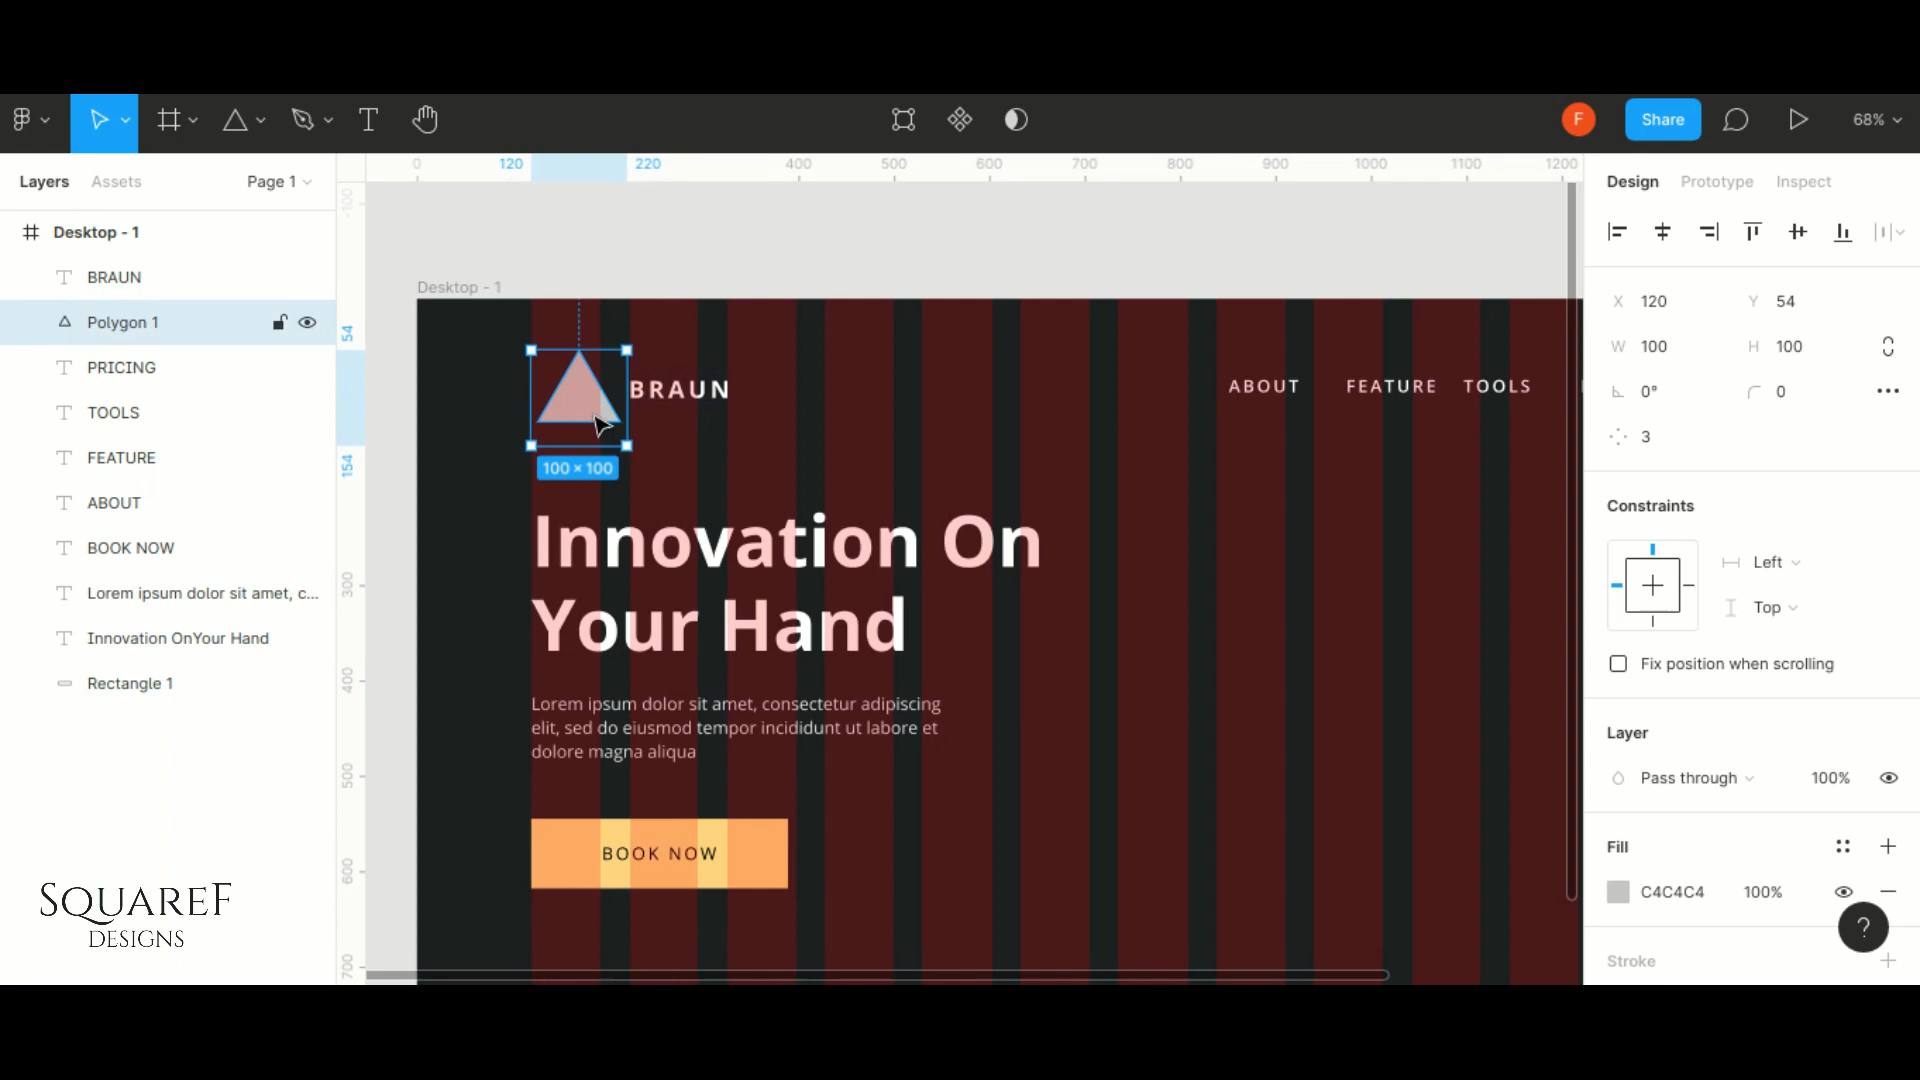 F
Share
68%
Layers
Assets
Page 1
Desktop - 1
BRAUN
Polygon 1
PRICING
TOOLS
FEATURE
ABOUT
BOOK NOW
Lorem ipsum dolor sit amet, c...
Innovation OnYour Hand
Rectangle 1
SQUAREF
DESIGNS
0
120
220
400
500
600
700
800
900
1000
1100
1200
-100
54
154
300
400
500
600
700
Desktop - 1
BRAUN
ABOUT
FEATURE
TOOLS
100 × 100
Innovation On
Your Hand
Lorem ipsum dolor sit amet, consectetur adipiscing
elit, sed do eiusmod tempor incididunt ut labore et
dolore magna aliqua
BOOK NOW
Design
Prototype
Inspect
X 120
Y 54
W 100
H 100
0°
0
3
Constraints
Left
Top
Fix position when scrolling
Layer
Pass through
100%
Fill
C4C4C4
100%
?
Stroke